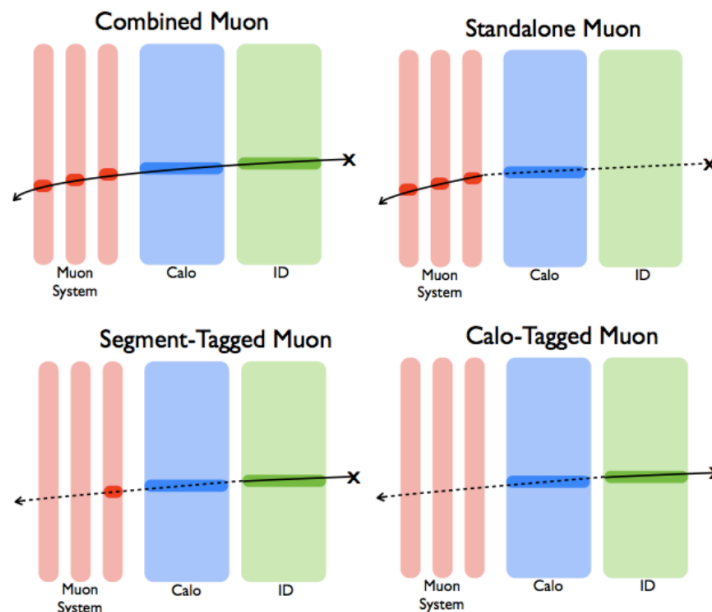 Combined Muon
Standalone Muon
X
X
Muon
System
Calo
ID
Muon
System
Calo
ID
Segment-Tagged Muon
Calo-Tagged Muon
X
X
Muon
System
Calo
ID
Muon
System
Calo
ID